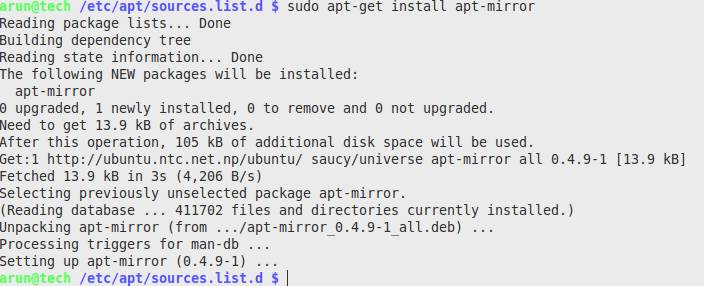 arun@tech /etc/apt/sources.list.d $ sudo apt-get install apt-mirror
Reading package lists... Done
Building dependency tree
Reading state information... Done
The following NEW packages will be installed:
  apt-mirror
0 upgraded, 1 newly installed, 0 to remove and 0 not upgraded.
Need to get 13.9 kB of archives.
After this operation, 105 kB of additional disk space will be used.
Get:1 http://ubuntu.ntc.net.np/ubuntu/ saucy/universe apt-mirror all 0.4.9-1 [13.9 kB]
Fetched 13.9 kB in 3s (4,206 B/s)
Selecting previously unselected package apt-mirror.
(Reading database ... 411702 files and directories currently installed.)
Unpacking apt-mirror (from .../apt-mirror_0.4.9-1_all.deb) ...
Processing triggers for man-db ...
Setting up apt-mirror (0.4.9-1) ...
arun@tech /etc/apt/sources.list.d $